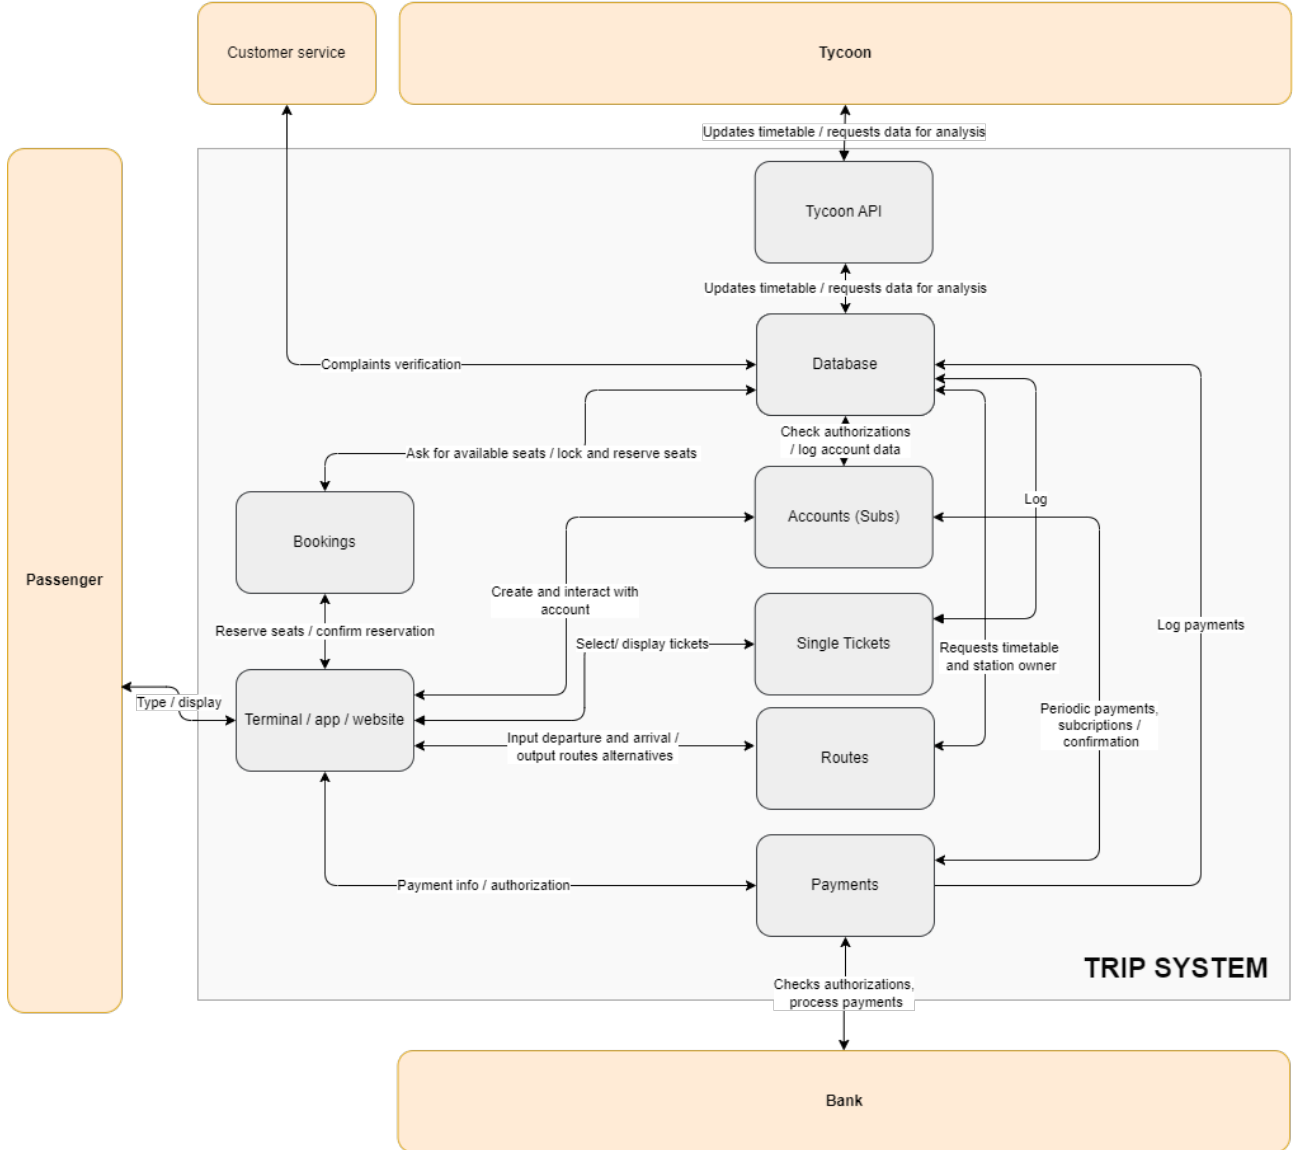 Customer service
Tycoon
Updates timetable / requests data for analysis
Tycoon API
Updates timetable / requests data for analysis
Database
Complaints verification
Check authorizations
/ log account data
Ask for available seats / lock and reserve seats
Log
Accounts (Subs)
Bookings
Passenger
Create and interact with
account
Log payments
Reserve seats / confirm reservation
Select/ display tickets
Single Tickets
Requests timetable
and station owner
Type / display
Terminal / app / website
Periodic payments,
subcriptions /
confirmation
Input departure and arrival /
output routes alternatives
Routes
Payment info / authorization
Payments
TRIP SYSTEM
Checks authorizations,
process payments
Bank